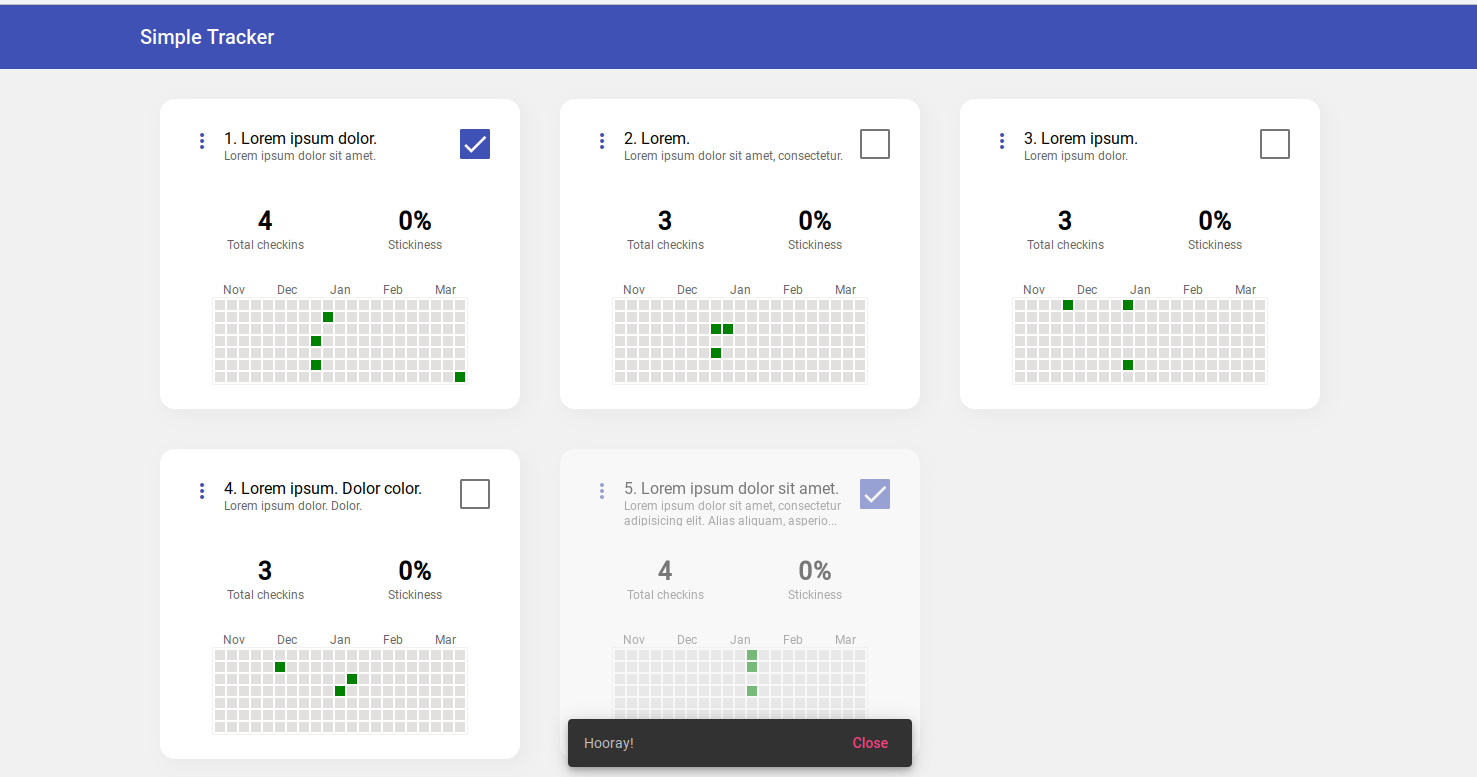 Simple Tracker
1. Lorem ipsum dolor.
Lorem ipsum dolor sit amet.
4 0%
Total checkins Stickiness
Nov Dec Jan Feb Mar
2. Lorem.
Lorem ipsum dolor sit amet, consectetur.
3 0%
Total checkins Stickiness
Nov Dec Jan Feb Mar
3. Lorem ipsum.
Lorem ipsum dolor.
3 0%
Total checkins Stickiness
Nov Dec Jan Feb Mar
4. Lorem ipsum. Dolor color.
Lorem ipsum dolor. Dolor.
3 0%
Total checkins Stickiness
Nov Dec Jan Feb Mar
5. Lorem ipsum dolor sit amet.
Lorem ipsum dolor sit amet, consectetur
adipisicing elit. Alias aliquam, asperio...
4 0%
Total checkins Stickiness
Nov Dec Jan Feb Mar
Hooray! Close